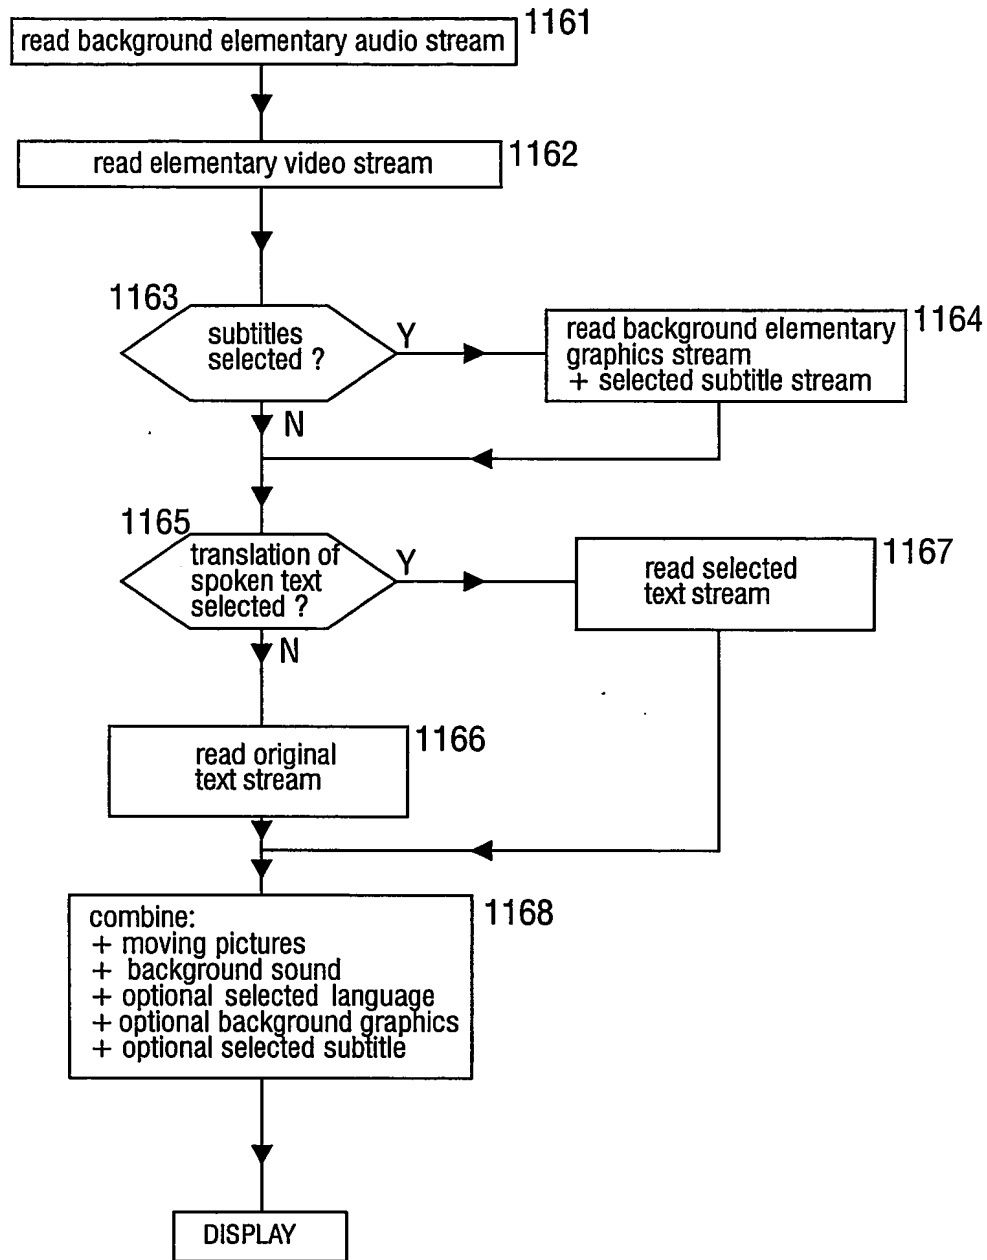 1161
read background elementary audio stream
1162
read elementary video stream
1163
subtitles
selected ?
Y
N
1164
read background elementary
graphics stream
+ selected subtitle stream
1165
translation of
spoken text
selected ?
Y
N
1167
read selected
text stream
1166
read original
text stream
1168
combine:
+ moving pictures
+ background sound
+ optional selected language
+ optional background graphics
+ optional selected subtitle
DISPLAY